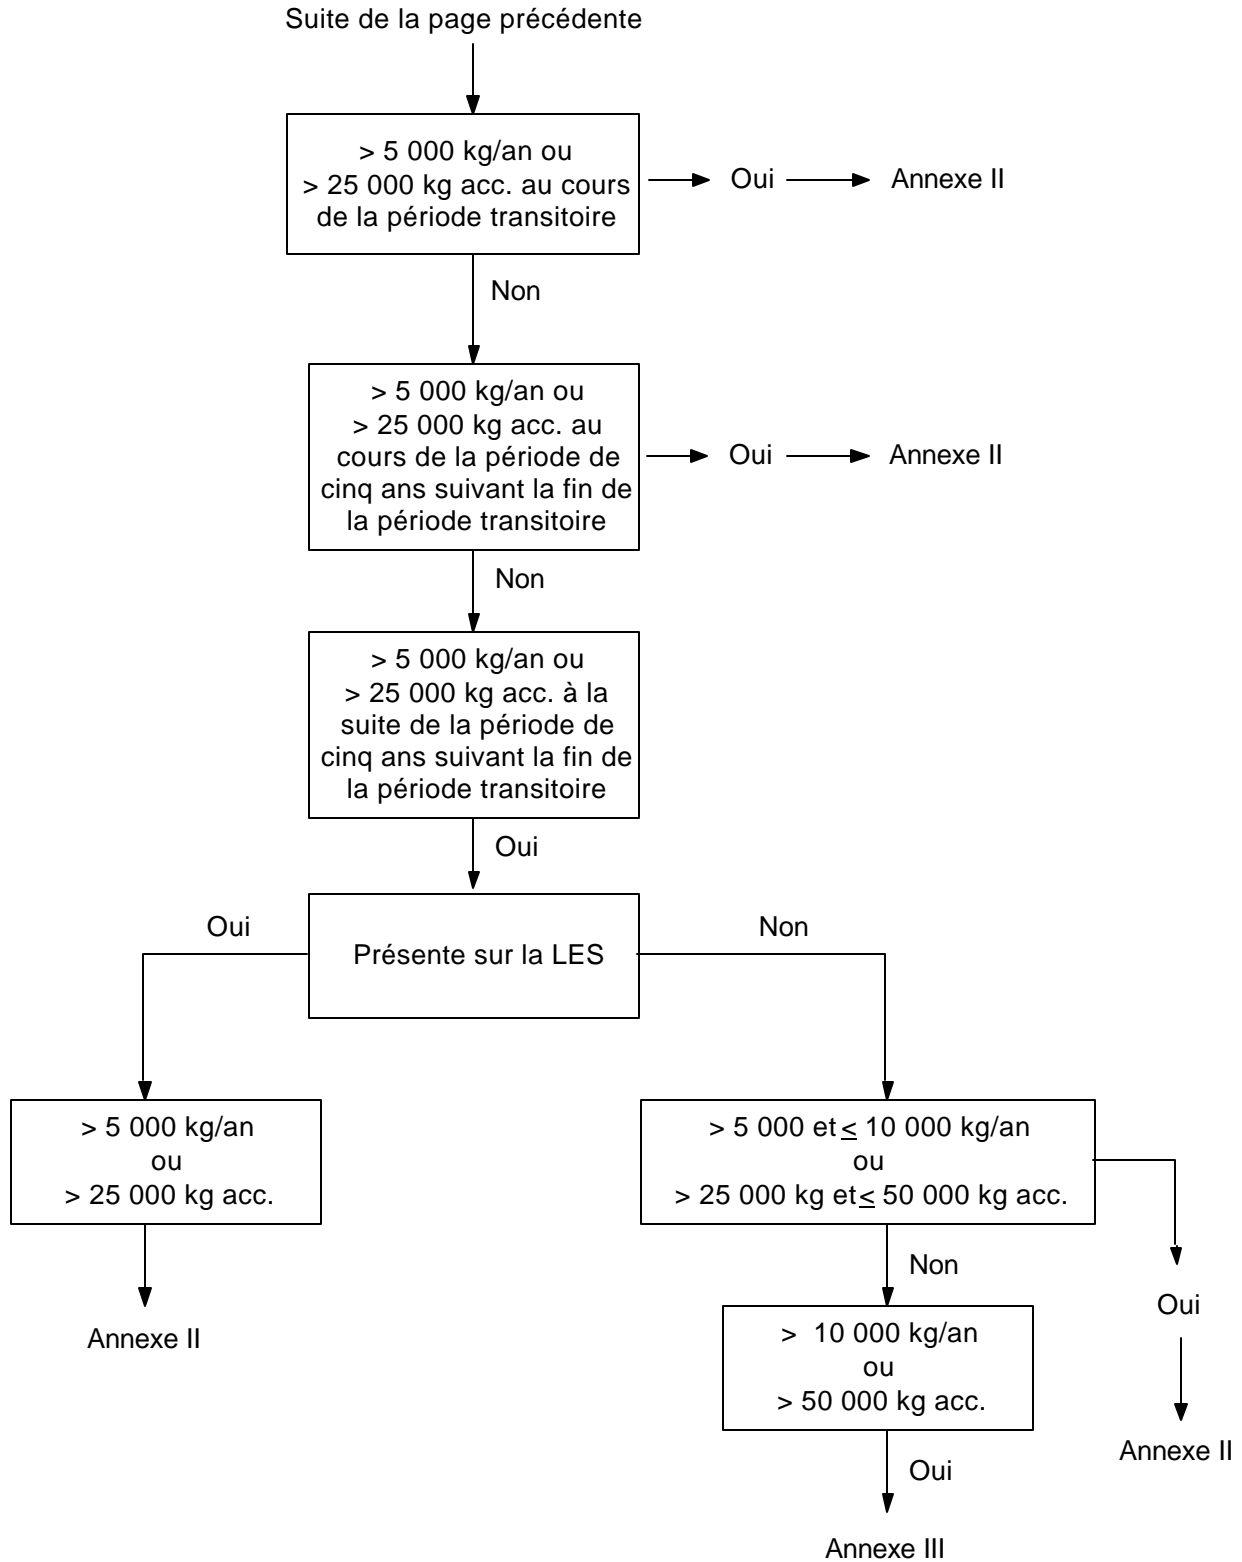 Suite de la page précédente
> 5 000 kg/an ou
> 25 000 kg acc. au cours
de la période transitoire
Oui
Annexe II
Non
> 5 000 kg/an ou
> 25 000 kg acc. au
cours de la période de
cinq ans suivant la fin de
la période transitoire
Oui
Annexe II
Non
> 5 000 kg/an ou
> 25 000 kg acc. à la
suite de la période de
cinq ans suivant la fin de
la période transitoire
Oui
Oui
Présente sur la LES
Non
> 5 000 kg/an
ou
> 25 000 kg acc.
Annexe II
> 5 000 et ≤ 10 000 kg/an
ou
> 25 000 kg et ≤ 50 000 kg acc.
Non
Oui
Annexe II
> 10 000 kg/an
ou
> 50 000 kg acc.
Oui
Annexe III